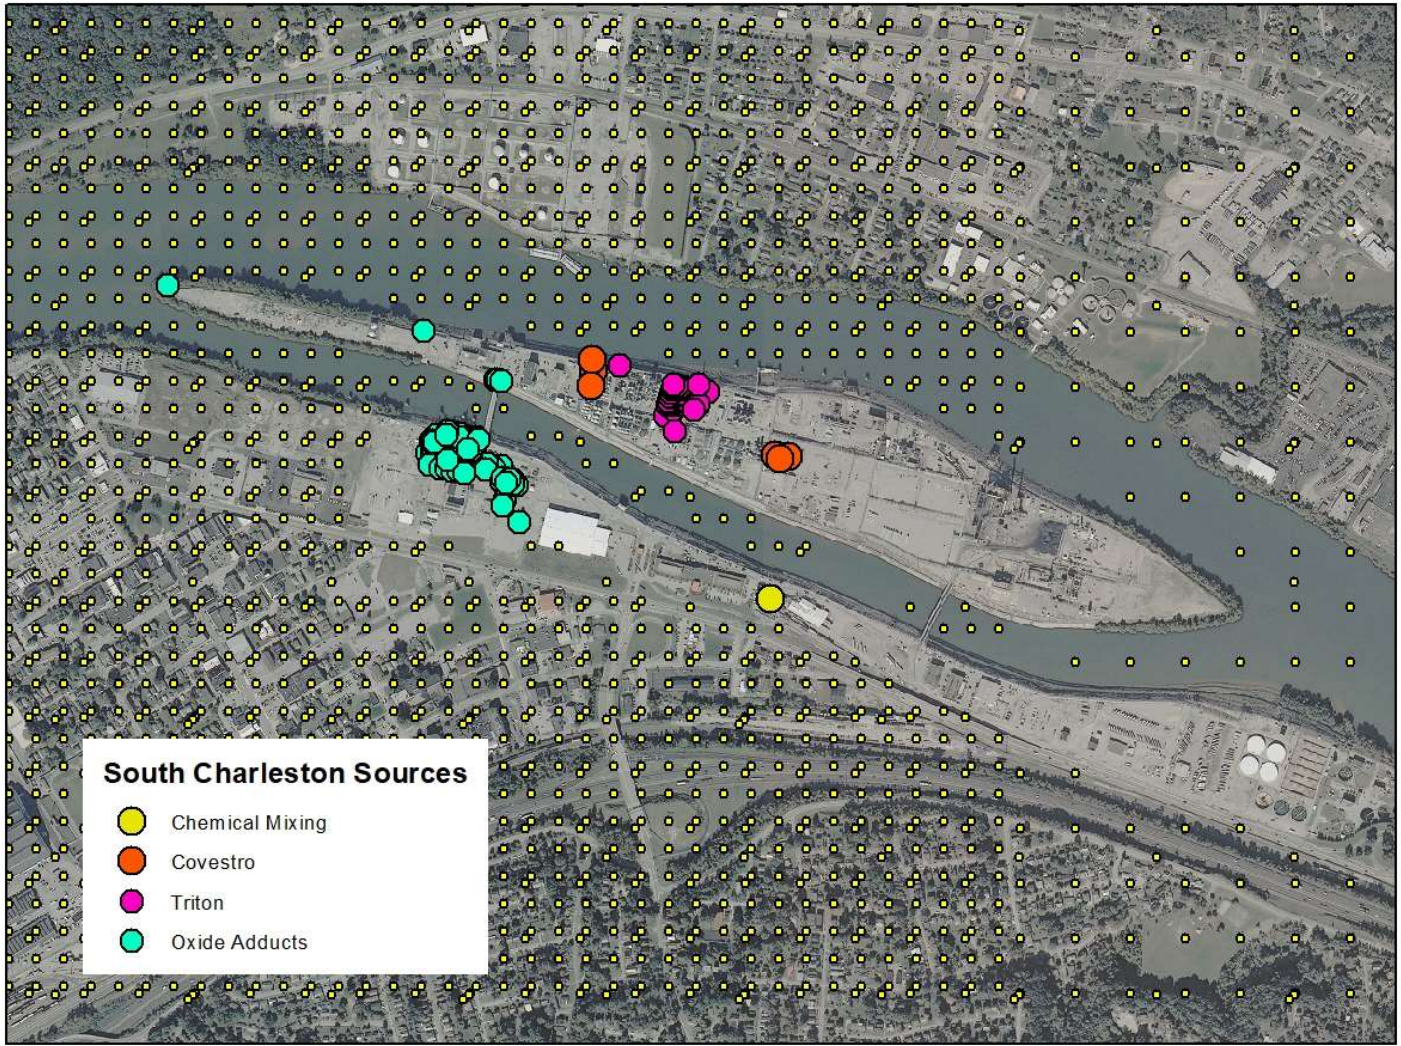 South Charleston Sources
Chemical Mixing
Covestro
Triton
Oxide Adducts